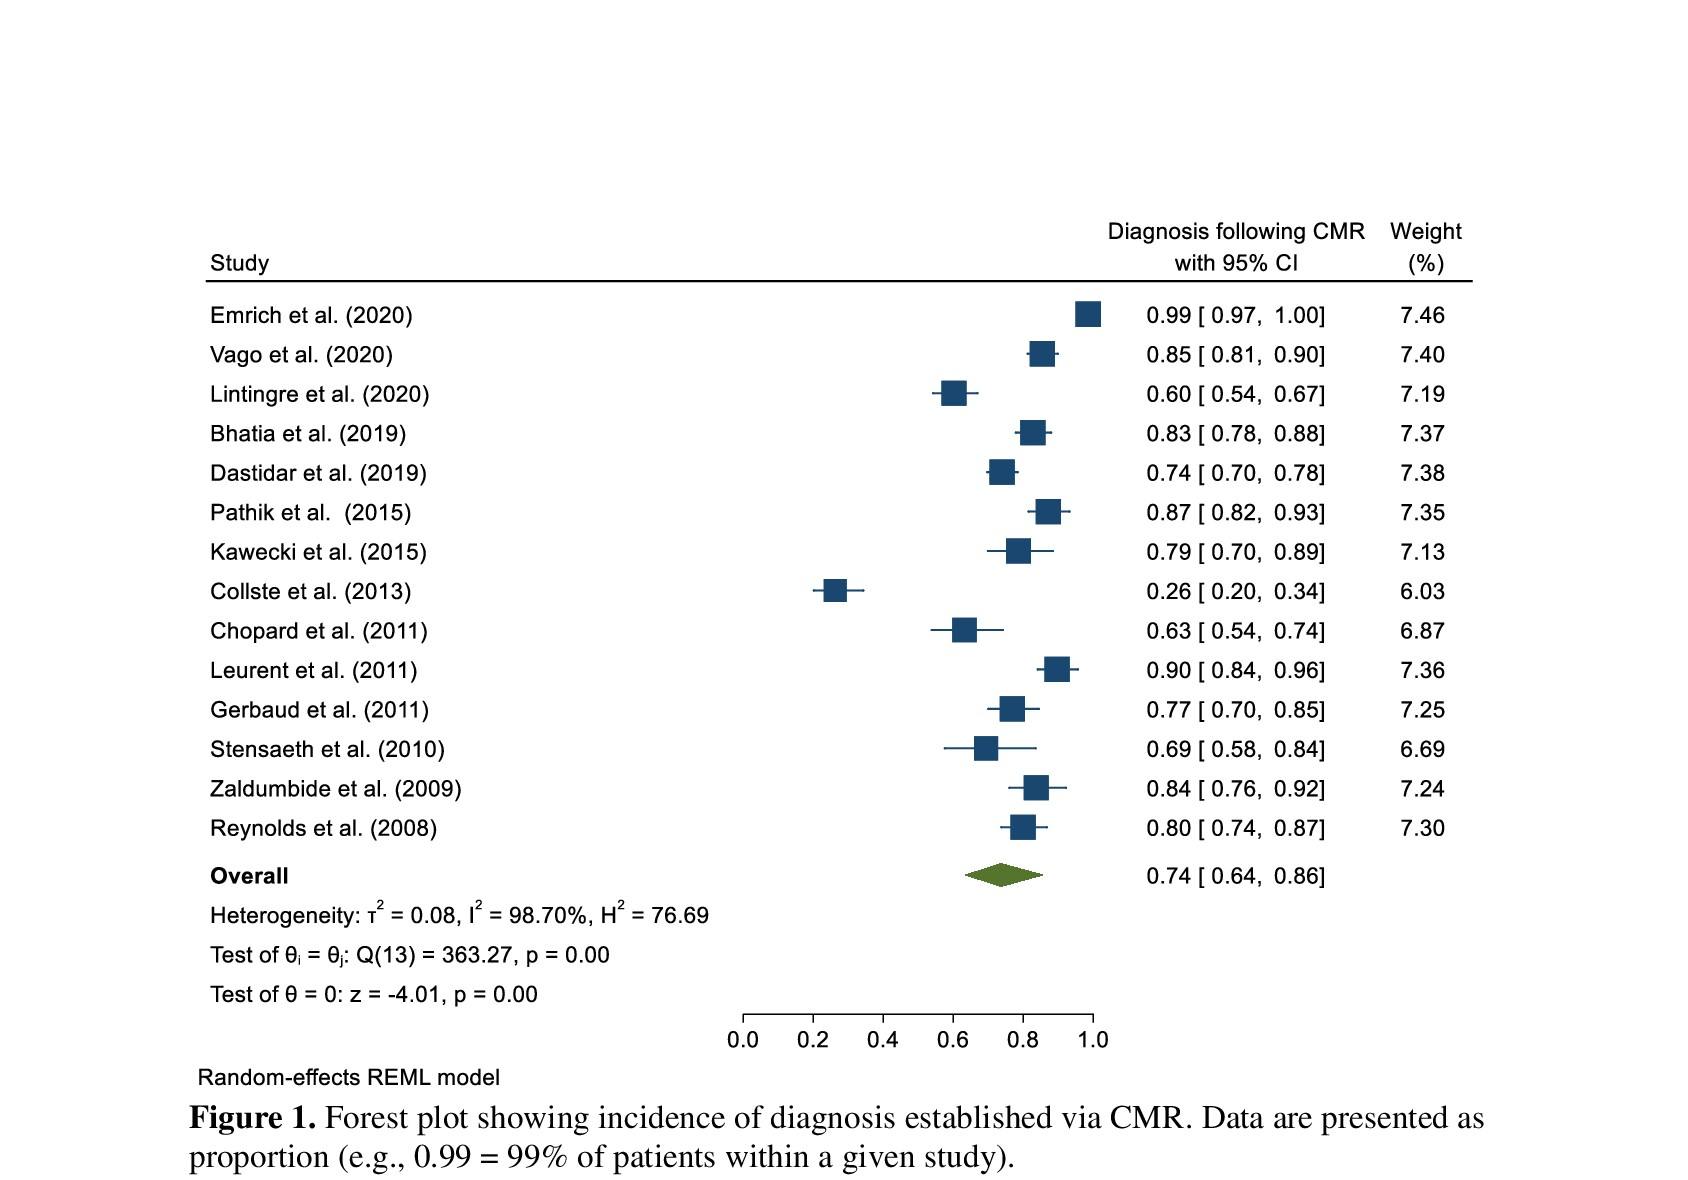 Diagnosis following CMR Weight
Study with 95% CI (%)
Emrich et al. (2020) 0.99 [ 0.97, 1.00] 7.46
Vago et al. (2020) 0.85 [ 0.81, 0.90] 7.40
Lintingre et al. (2020) 0.60 [ 0.54, 0.67] 7.19
Bhatia et al. (2019) 0.83 [ 0.78, 0.88] 7.37
Dastidar et al. (2019) 0.74 [ 0.70, 0.78] 7.38
Pathik et al. (2015) 0.87 [ 0.82, 0.93] 7.35
Kawecki et al. (2015) 0.79 [ 0.70, 0.89] 7.13
Collste et al. (2013) 0.26 [ 0.20, 0.34] 6.03
Chopard et al. (2011) 0.63 [ 0.54, 0.74] 6.87
Leurent et al. (2011) 0.90 [ 0.84, 0.96] 7.36
Gerbaud et al. (2011) 0.77 [ 0.70, 0.85] 7.25
Stensaeth et al. (2010) 0.69 [ 0.58, 0.84] 6.69
Zaldumbide et al. (2009) 0.84 [ 0.76, 0.92] 7.24
Reynolds et al. (2008) 0.80 [ 0.74, 0.87] 7.30
Overall 0.74 [ 0.64, 0.86]
Heterogeneity: τ² = 0.08, I² = 98.70%, H² = 76.69
Test of θᵢ = θⱼ: Q(13) = 363.27, p = 0.00
Test of θ = 0: z = -4.01, p = 0.00
0.0 0.2 0.4 0.6 0.8 1.0
Random-effects REML model
Figure 1. Forest plot showing incidence of diagnosis established via CMR. Data are presented as
proportion (e.g., 0.99 = 99% of patients within a given study).